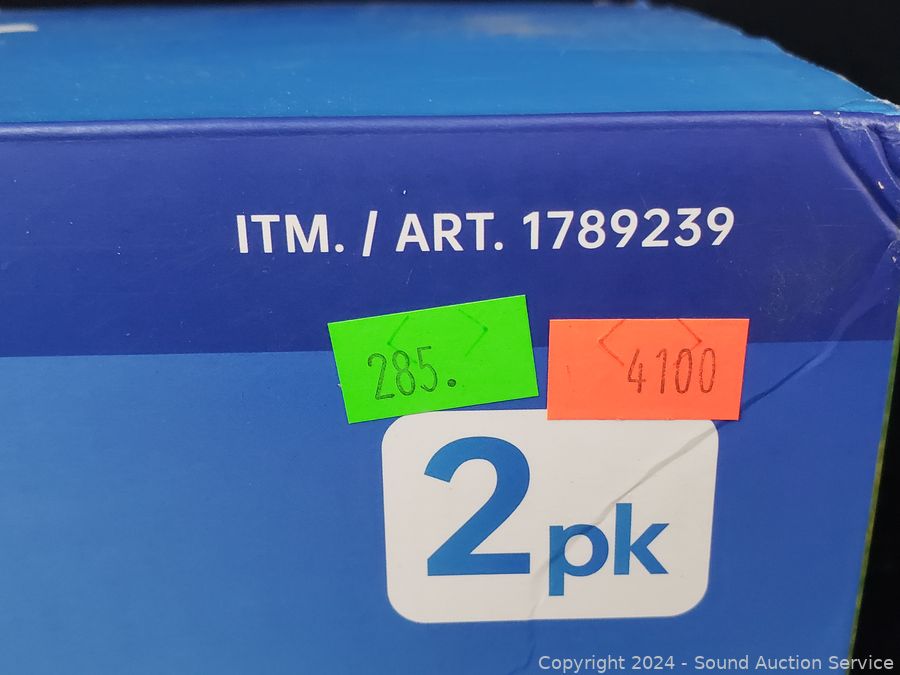 ITM. / ART. 1789239
285.
4100
2pk
Copyright 2024 - Sound Auction Service